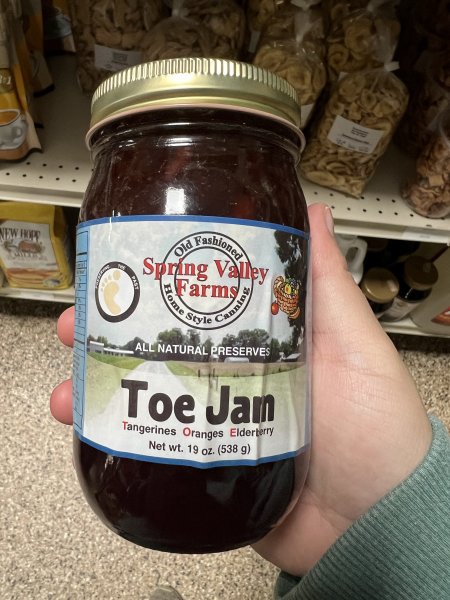 Old Fashioned
Spring Valley
Farms
Home Style Canning
ALL NATURAL PRESERVES
Toe Jam
Tangerines Oranges Elderberry
Net wt. 19 oz. (538 g)
NEW HOPE
MILLS